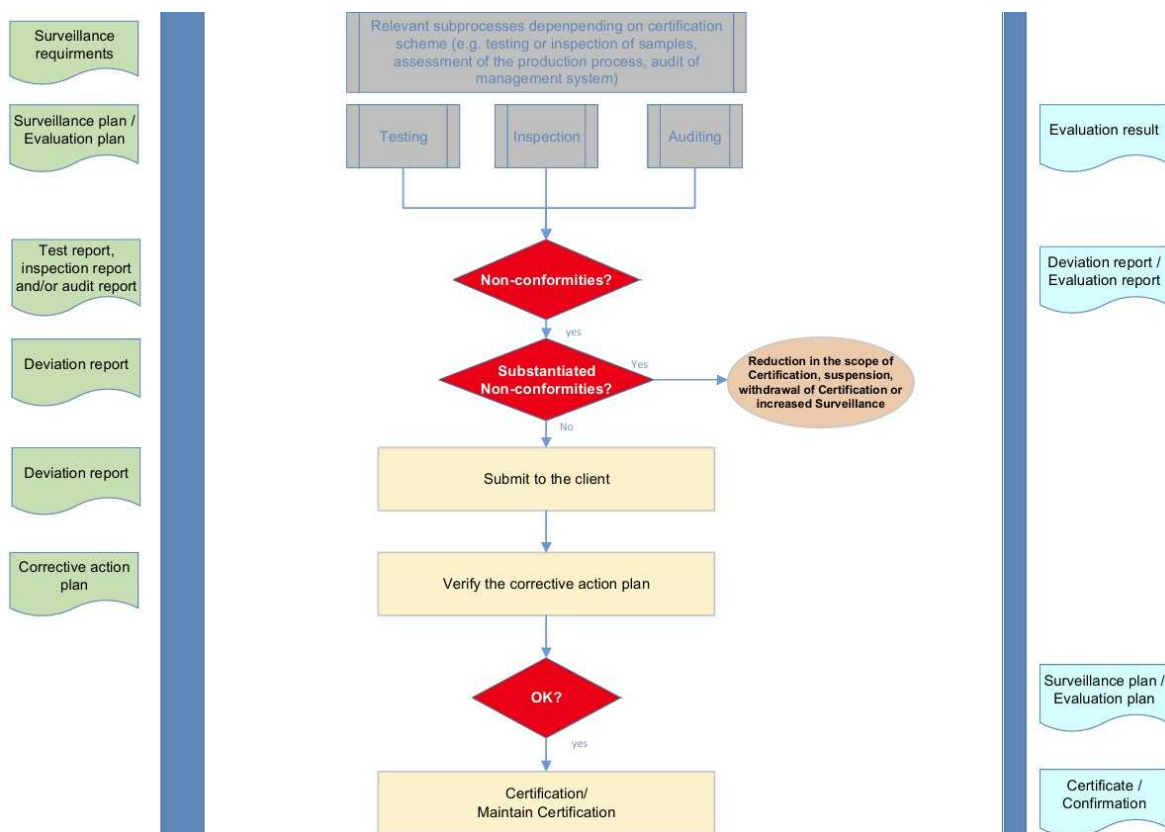 Surveillance
requirments
Relevant subprocesses depenpending on certification
scheme (e.g. testing or inspection of samples,
assessment of the production process, audit of
management system)
Surveillance plan /
Evaluation plan
Testing
Inspection
Auditing
Evaluation result
Test report,
inspection report
and/or audit report
Non-conformities?
Deviation report /
Evaluation report
yes
Deviation report
Substantiated
Non-conformities?
Yes
Reduction in the scope of
Certification, suspension,
withdrawal of Certification or
increased Surveillance
No
Deviation report
Submit to the client
Corrective action
plan
Verify the corrective action plan
OK?
Surveillance plan /
Evaluation plan
yes
Certification/
Maintain Certification
Certificate /
Confirmation